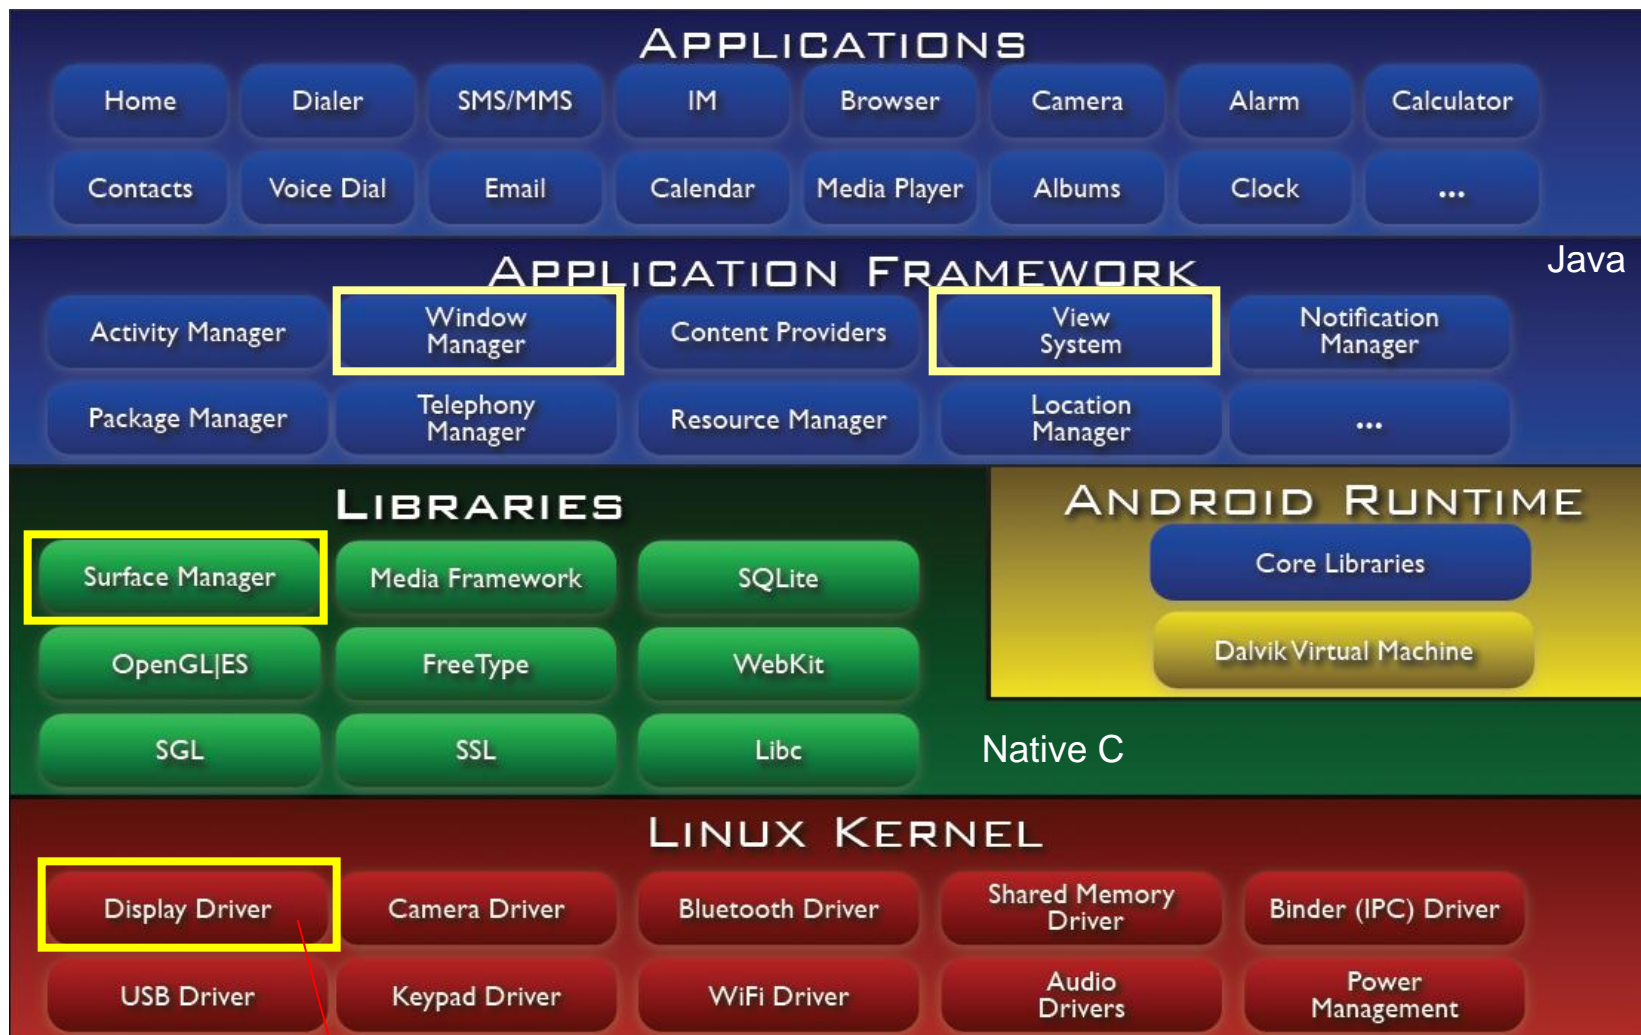 APPLICATIONS
Home Dialer SMS/MMS IM Browser Camera Alarm Calculator
Contacts Voice Dial Email Calendar Media Player Albums Clock ...
Java
APPLICATION FRAMEWORK
Activity Manager
Window
Manager
Content Providers
View
System
Notification
Manager
Package Manager
Telephony
Manager
Resource Manager
Location
Manager
...
LIBRARIES
Surface Manager Media Framework SQLite
OpenGL|ES FreeType WebKit
SGL SSL Libc
ANDROID RUNTIME
Core Libraries
Dalvik Virtual Machine
Native C
LINUX KERNEL
Display Driver Camera Driver Bluetooth Driver
Shared Memory
Driver
Binder (IPC) Driver
USB Driver Keypad Driver WiFi Driver
Audio
Drivers
Power
Management